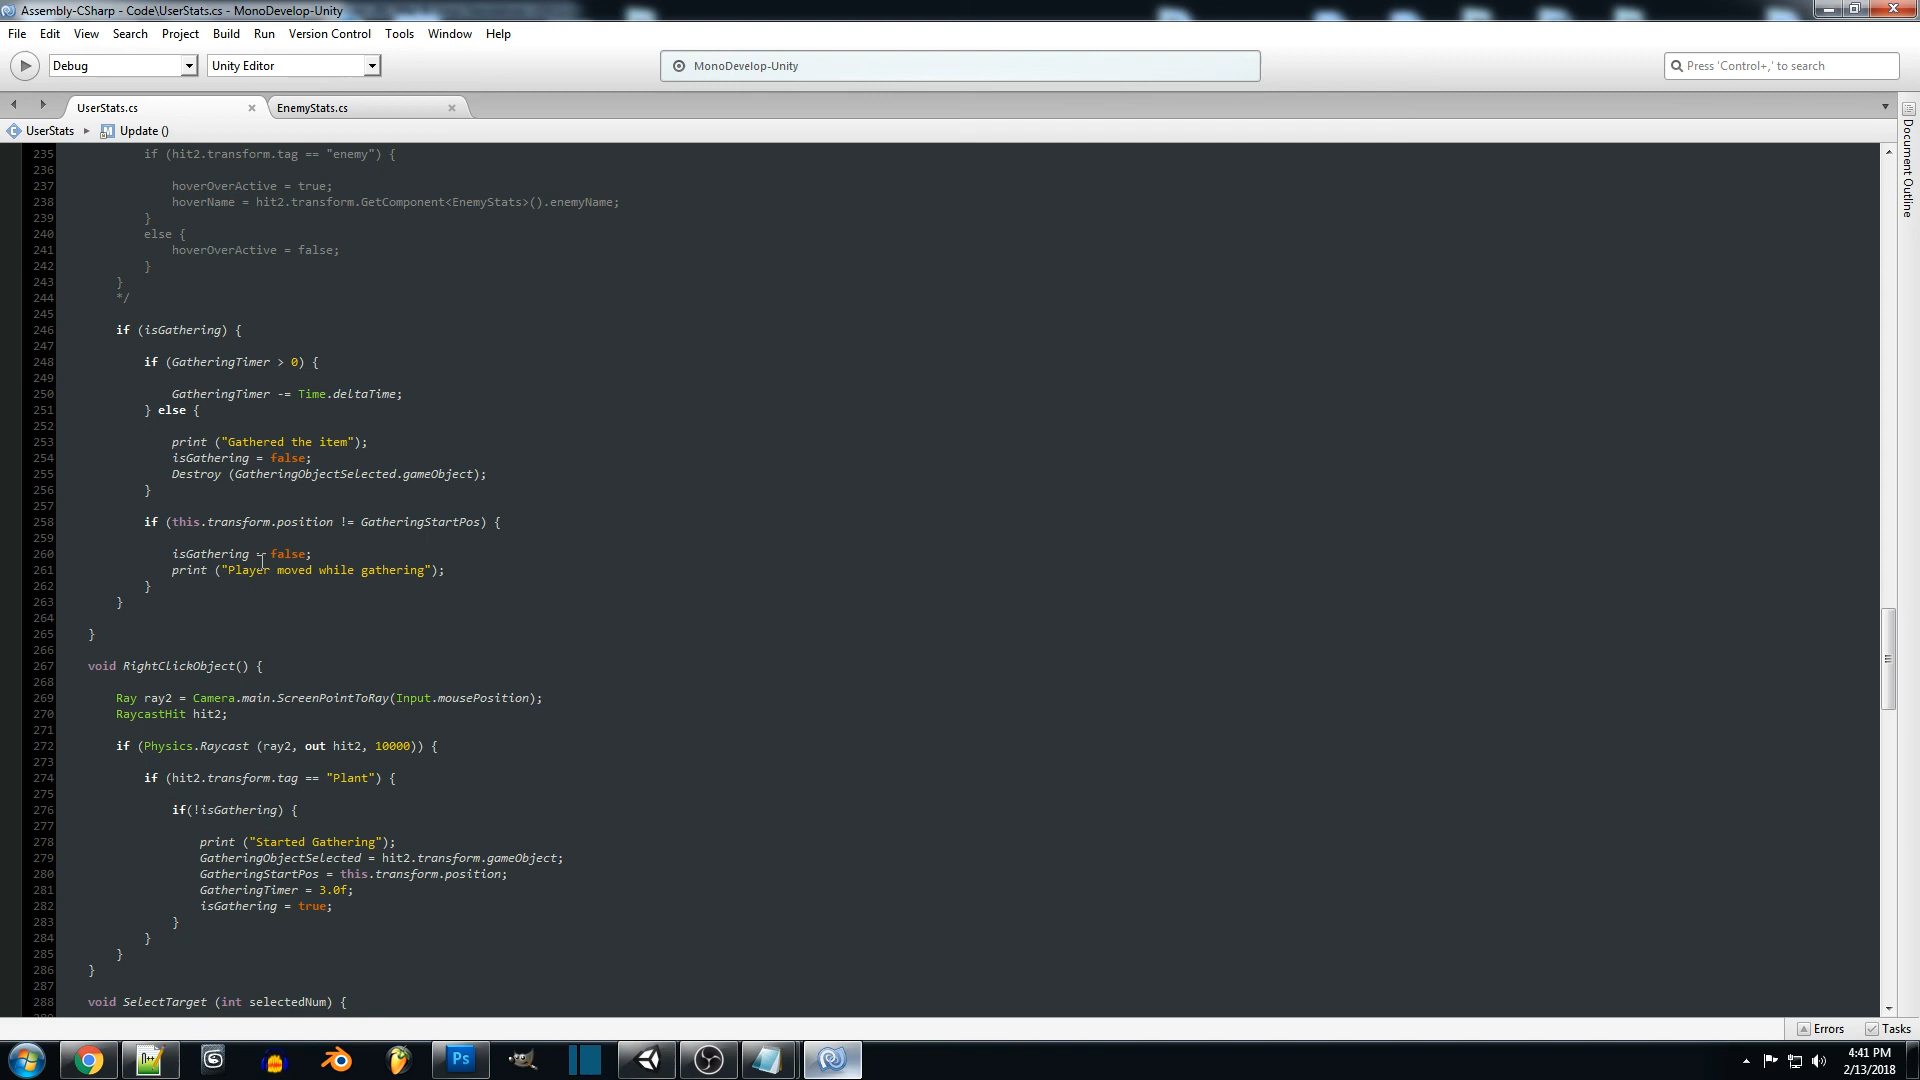 Assembly-CSharp - Code\UserStats.cs - MonoDevelop-Unity
File Edit View Search Project Build Run Version Control Tools Window Help
Debug Unity Editor MonoDevelop-Unity Press 'Control+,' to search
UserStats.cs EnemyStats.cs
UserStats Update ()
Document Outline
235 if (hit2.transform.tag == "enemy") {
236
237 hoverOverActive = true;
238 hoverName = hit2.transform.GetComponent<EnemyStats>().enemyName;
239 }
240 else {
241 hoverOverActive = false;
242 }
243 }
244 */
245
246 if (isGathering) {
247
248 if (GatheringTimer > 0) {
249
250 GatheringTimer -= Time.deltaTime;
251 } else {
252
253 print ("Gathered the item");
254 isGathering = false;
255 Destroy (GatheringObjectSelected.gameObject);
256 }
257
258 if (this.transform.position != GatheringStartPos) {
259
260 isGathering = false;
261 print ("Player moved while gathering");
262 }
263 }
264
265 }
266
267 void RightClickObject() {
268
269 Ray ray2 = Camera.main.ScreenPointToRay(Input.mousePosition);
270 RaycastHit hit2;
271
272 if (Physics.Raycast (ray2, out hit2, 10000)) {
273
274 if (hit2.transform.tag == "Plant") {
275
276 if(!isGathering) {
277
278 print ("Started Gathering");
279 GatheringObjectSelected = hit2.transform.gameObject;
280 GatheringStartPos = this.transform.position;
281 GatheringTimer = 3.0f;
282 isGathering = true;
283 }
284 }
285 }
286 }
287
288 void SelectTarget (int selectedNum) {
Errors Tasks
Ps
4:41 PM
2/13/2018